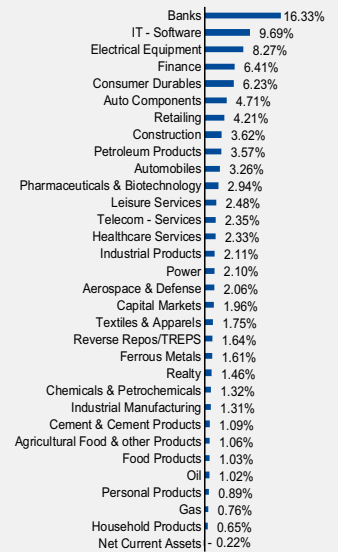 Banks 16.33%
IT - Software 9.69%
Electrical Equipment 8.27%
Finance 6.41%
Consumer Durables 6.23%
Auto Components 4.71%
Retailing 4.21%
Construction 3.62%
Petroleum Products 3.57%
Automobiles 3.26%
Pharmaceuticals & Biotechnology 2.94%
Leisure Services 2.48%
Telecom - Services 2.35%
Healthcare Services 2.33%
Industrial Products 2.11%
Power 2.10%
Aerospace & Defense 2.06%
Capital Markets 1.96%
Textiles & Apparels 1.75%
Reverse Repos/TREPS 1.64%
Ferrous Metals 1.61%
Realty 1.46%
Chemicals & Petrochemicals 1.32%
Industrial Manufacturing 1.31%
Cement & Cement Products 1.09%
Agricultural Food & other Products 1.06%
Food Products 1.03%
Oil 1.02%
Personal Products 0.89%
Gas 0.76%
Household Products 0.65%
Net Current Assets - 0.22%